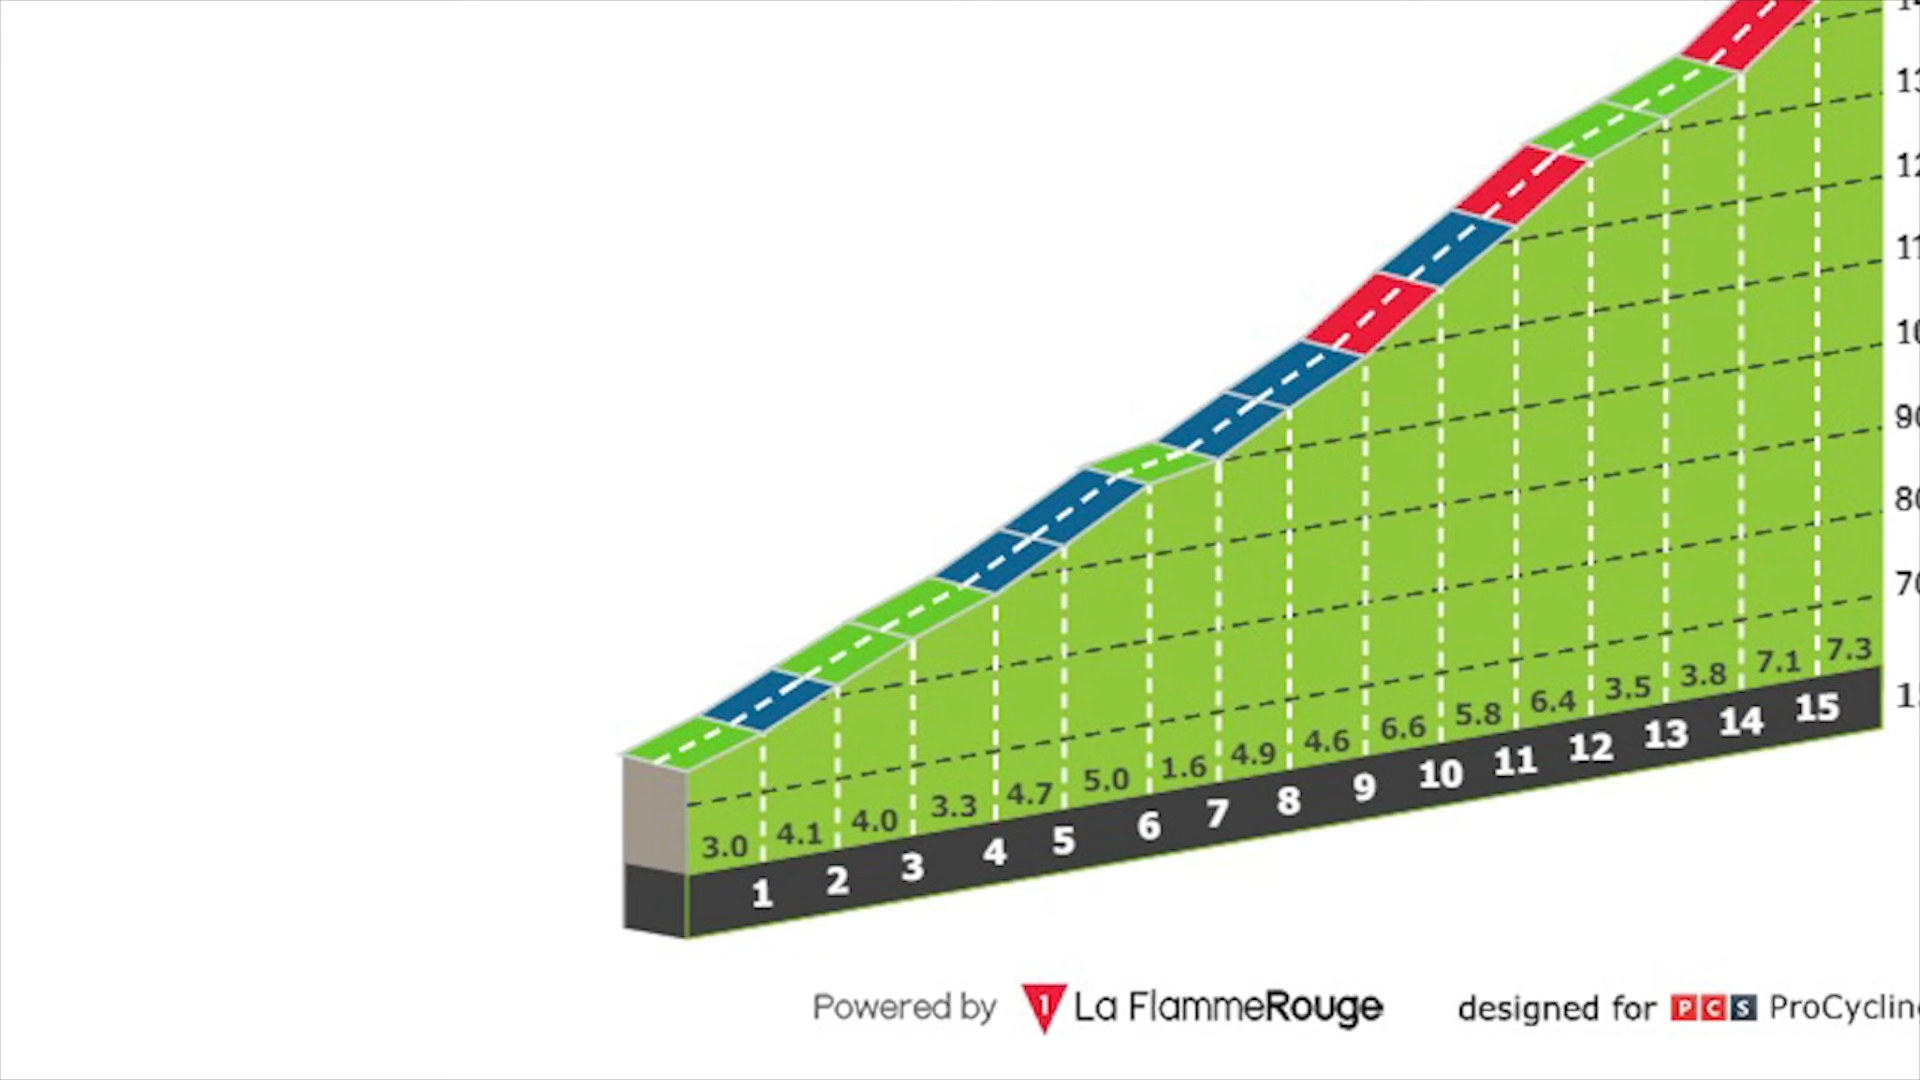 3.0 4.1 4.0 3.3 4.7 5.0 1.6 4.9 4.6 6.6 5.8 6.4 3.5 3.8 7.1 7.3
1 2 3 4 5 6 7 8 9 10 11 12 13 14 15
Powered by 1 La FlammeRouge designed for PCS